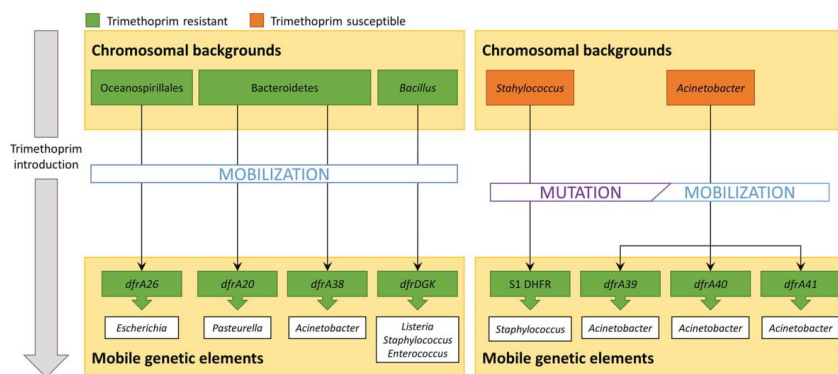 Trimethoprim resistant
Trimethoprim susceptible
Chromosomal backgrounds
Oceanospirillales
Bacteroidetes
Bacillus
Chromosomal backgrounds
Stahylococcus
Acinetobacter
Trimethoprim
introduction
MOBILIZATION
MUTATION
MOBILIZATION
dfrA26
dfrA20
dfrA38
dfrDGK
Escherichia
Pasteurella
Acinetobacter
Listeria
Staphylococcus
Enterococcus
Mobile genetic elements
S1 DHFR
dfrA39
dfrA40
dfrA41
Staphylococcus
Acinetobacter
Acinetobacter
Acinetobacter
Mobile genetic elements